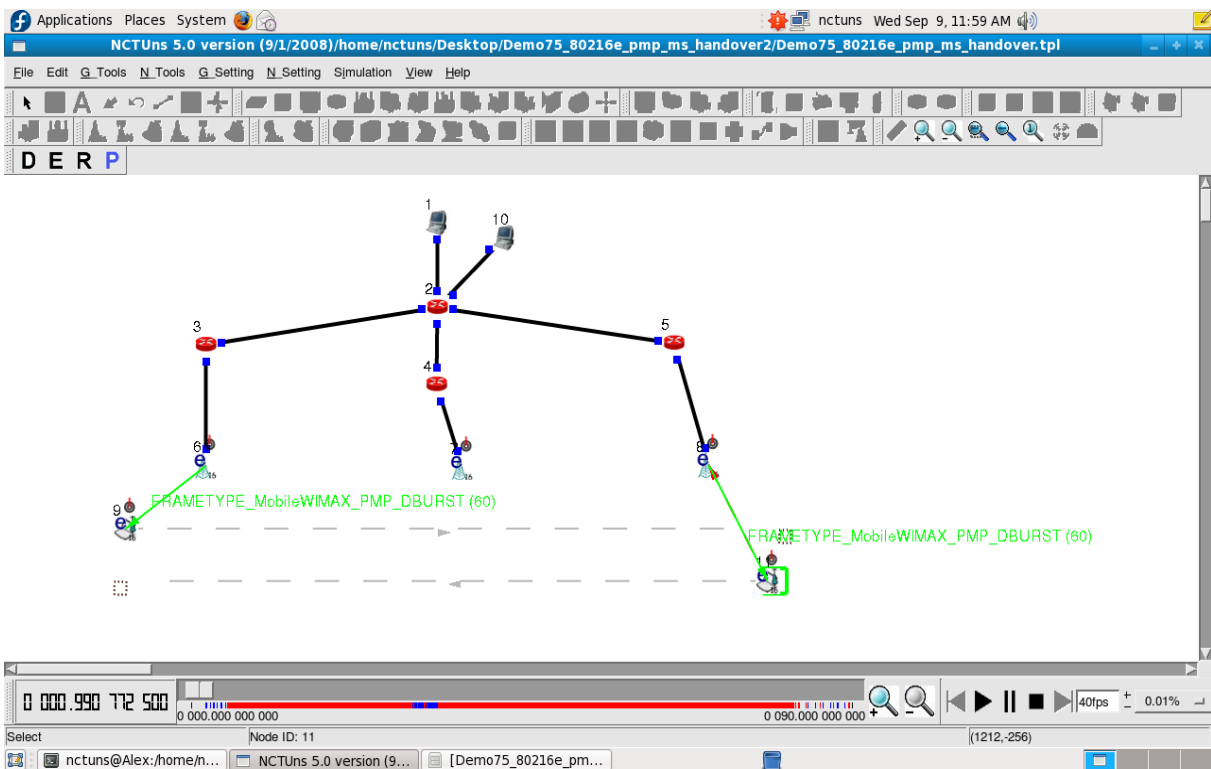 Applications Places System nctuns Wed Sep 9, 11:59 AM
NCTUns 5.0 version (9/1/2008)/home/nctuns/Desktop/Demo75_80216e_pmp_ms_handover2/Demo75_80216e_pmp_ms_handover.tpl
File Edit G_Tools N_Tools G_Setting N_Setting Simulation View Help
A
D E R P
1
10
2
3
5
4
6
7
8
e
e
e
16
16
FRAMETYPE_MobileWIMAX_PMP_DBURST (60)
9
e
FRAMETYPE_MobileWIMAX_PMP_DBURST (60)
11
e
0 000.990 772 500
0 000.000 000 000
0 090.000 000 000
40fps
+
-
0.01%
Select Node ID: 11 (1212,-256)
nctuns@Alex:/home/n... NCTUns 5.0 version (9... [Demo75_80216e_pm...